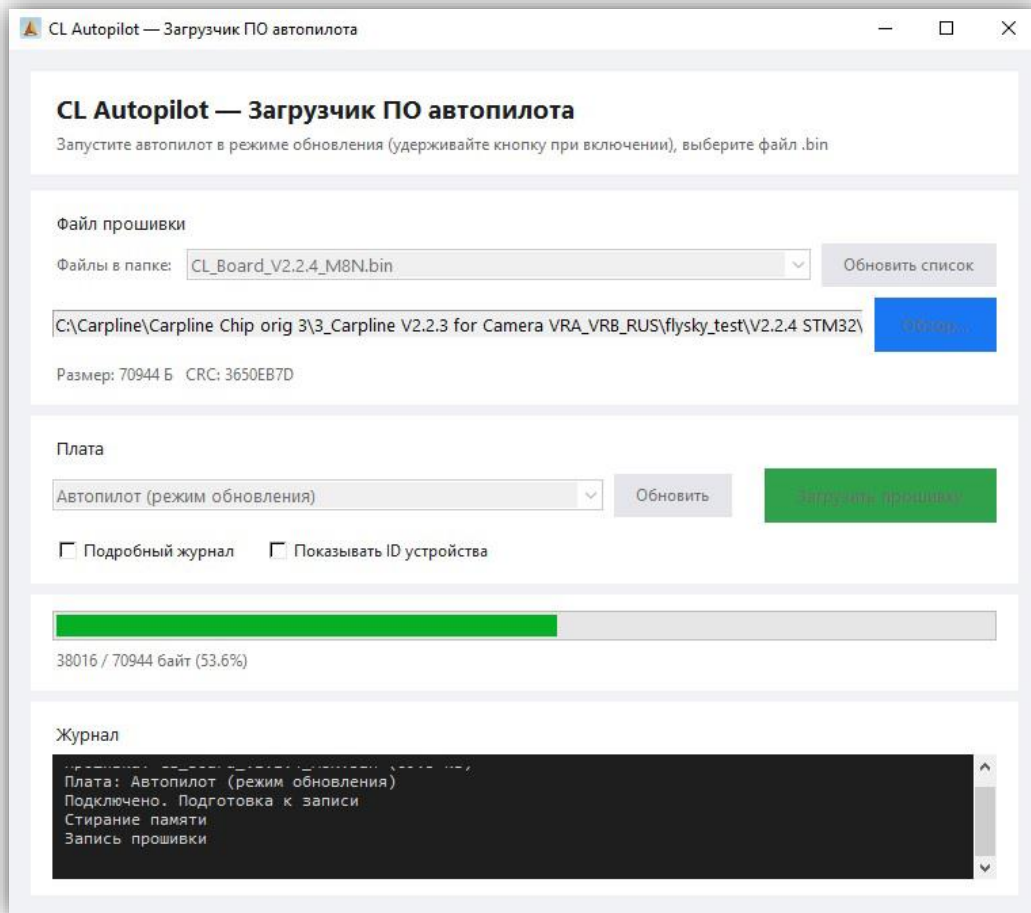 CL Autopilot — Загрузчик ПО автопилота
CL Autopilot — Загрузчик ПО автопилота
Запустите автопилот в режиме обновления (удерживайте кнопку при включении), выберите файл .bin
Файл прошивки
Файлы в папке: CL_Board_V2.2.4_M8N.bin Обновить список
C:\Carpline\Carpline Chip orig 3\3_Carpline V2.2.3 for Camera VRA_VRB_RUS\flysky_test\V2.2.4 STM32\ Обзор...
Размер: 70944 Б CRC: 3650EB7D
Плата
Автопилот (режим обновления) Обновить Загрузить прошивку
Подробный журнал Показывать ID устройства
38016 / 70944 байт (53.6%)
Журнал
Плата: Автопилот (режим обновления)
Подключено. Подготовка к записи
Стирание памяти
Запись прошивки